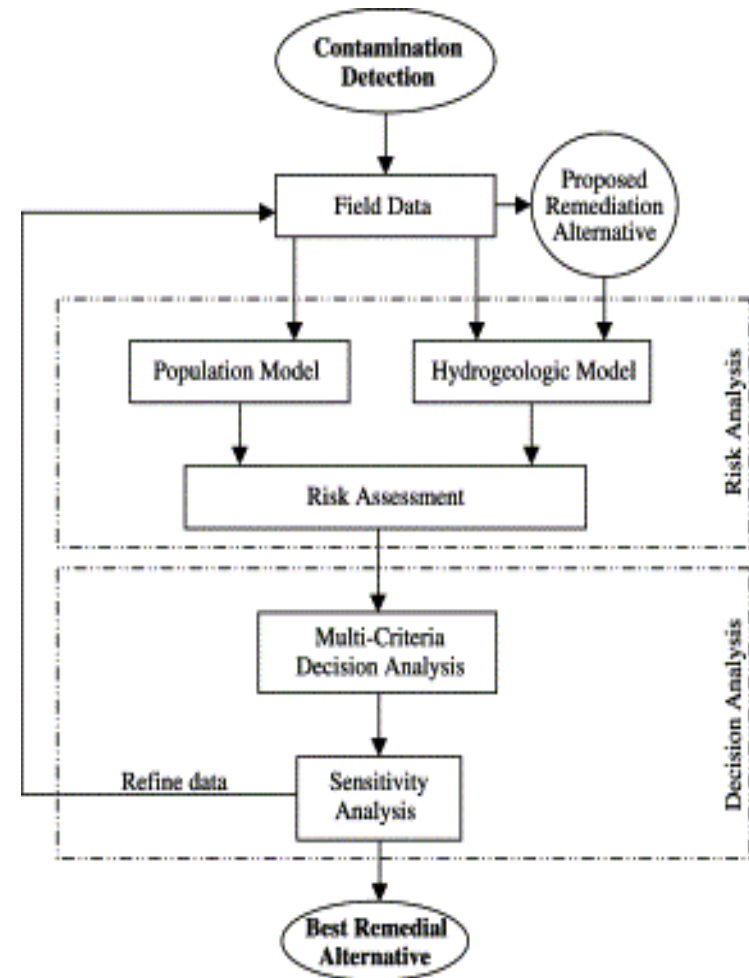 Contamination
Detection
Field Data
Proposed
Remediation
Alternative
Population Model
Hydrogeologic Model
Risk Assessment
Risk Analysis
Multi-Criteria
Decision Analysis
Sensitivity
Analysis
Refine data
Decision Analysis
Best Remedial
Alternative